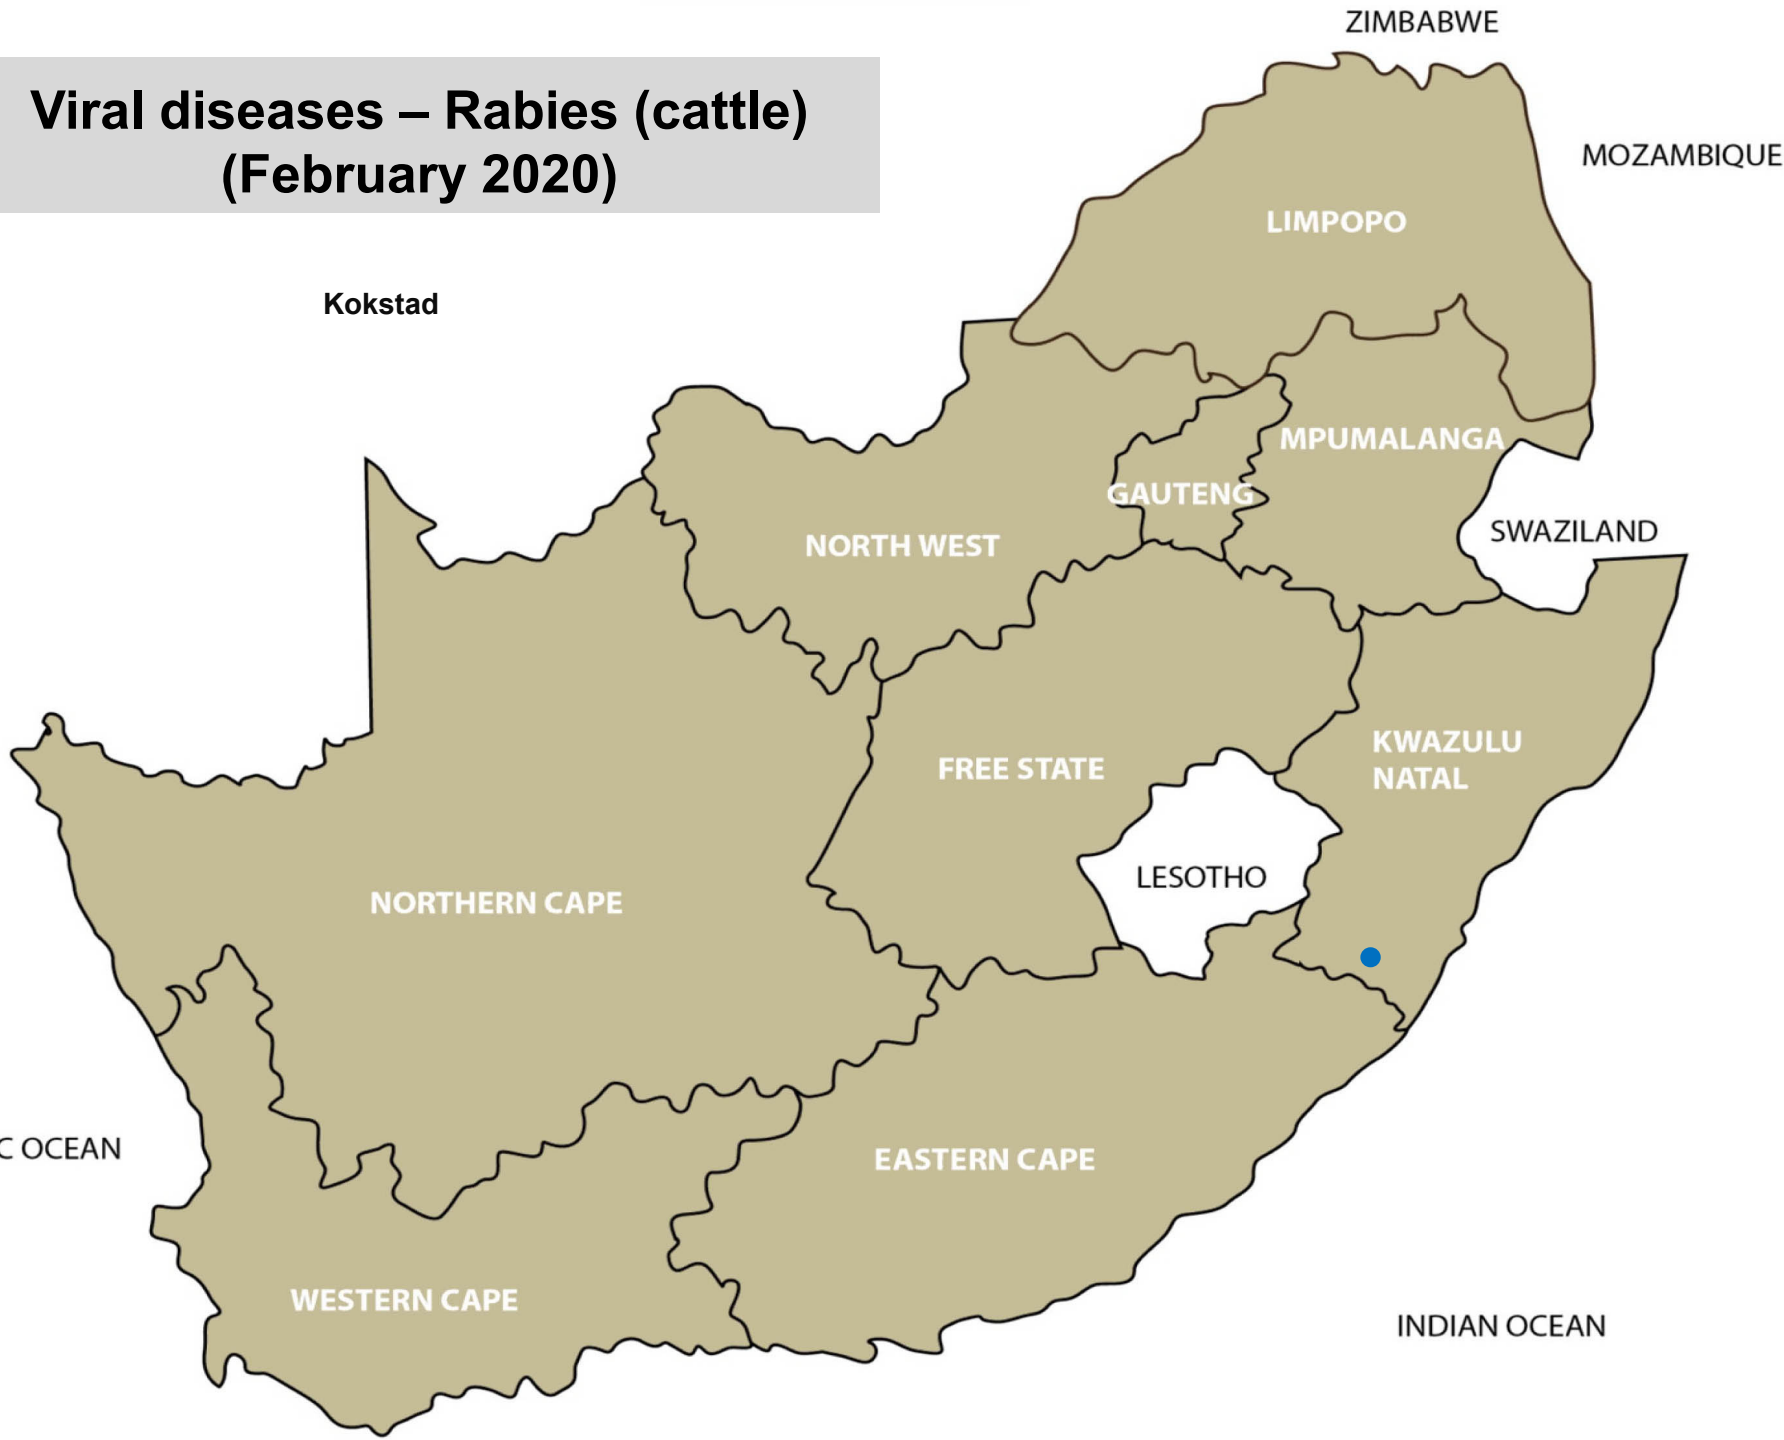 ZIMBABWE
Viral diseases – Rabies (cattle)
(February 2020)
MOZAMBIQUE
LIMPOPO
Kokstad
MPUMALANGA
GAUTENG
NORTH WEST
SWAZILAND
KWAZULU
NATAL
FREE STATE
LESOTHO
NORTHERN CAPE
C OCEAN
EASTERN CAPE
WESTERN CAPE
INDIAN OCEAN